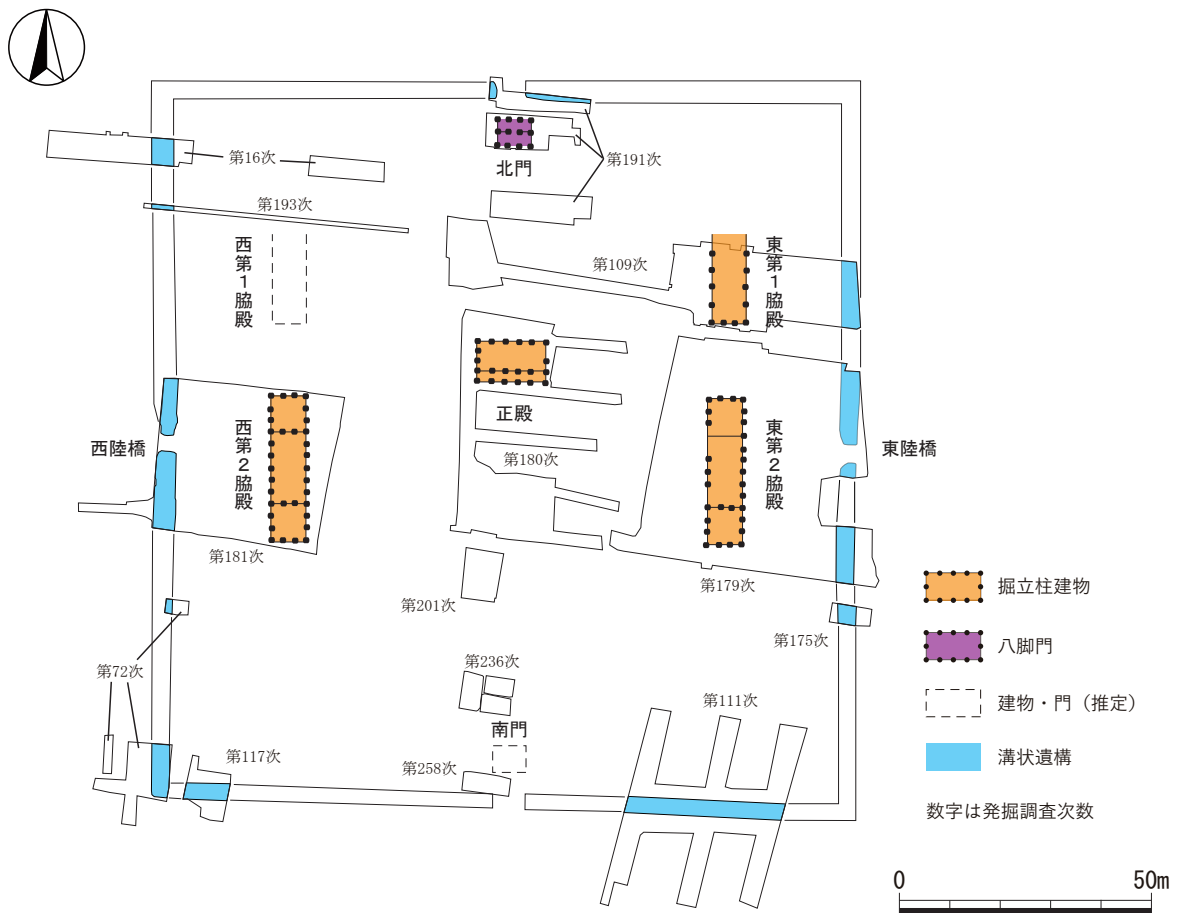 第16次
北門
第191次
第193次
西第1脇殿
第109次
東第1脇殿
正殿
第180次
西陸橋
西第2脇殿
東第2脇殿
東陸橋
第181次
第201次
第179次
第175次
第72次
第236次
南門
第111次
第117次
第258次
掘立柱建物
八脚門
建物・門（推定）
溝状遺構
数字は発掘調査次数
0 50m